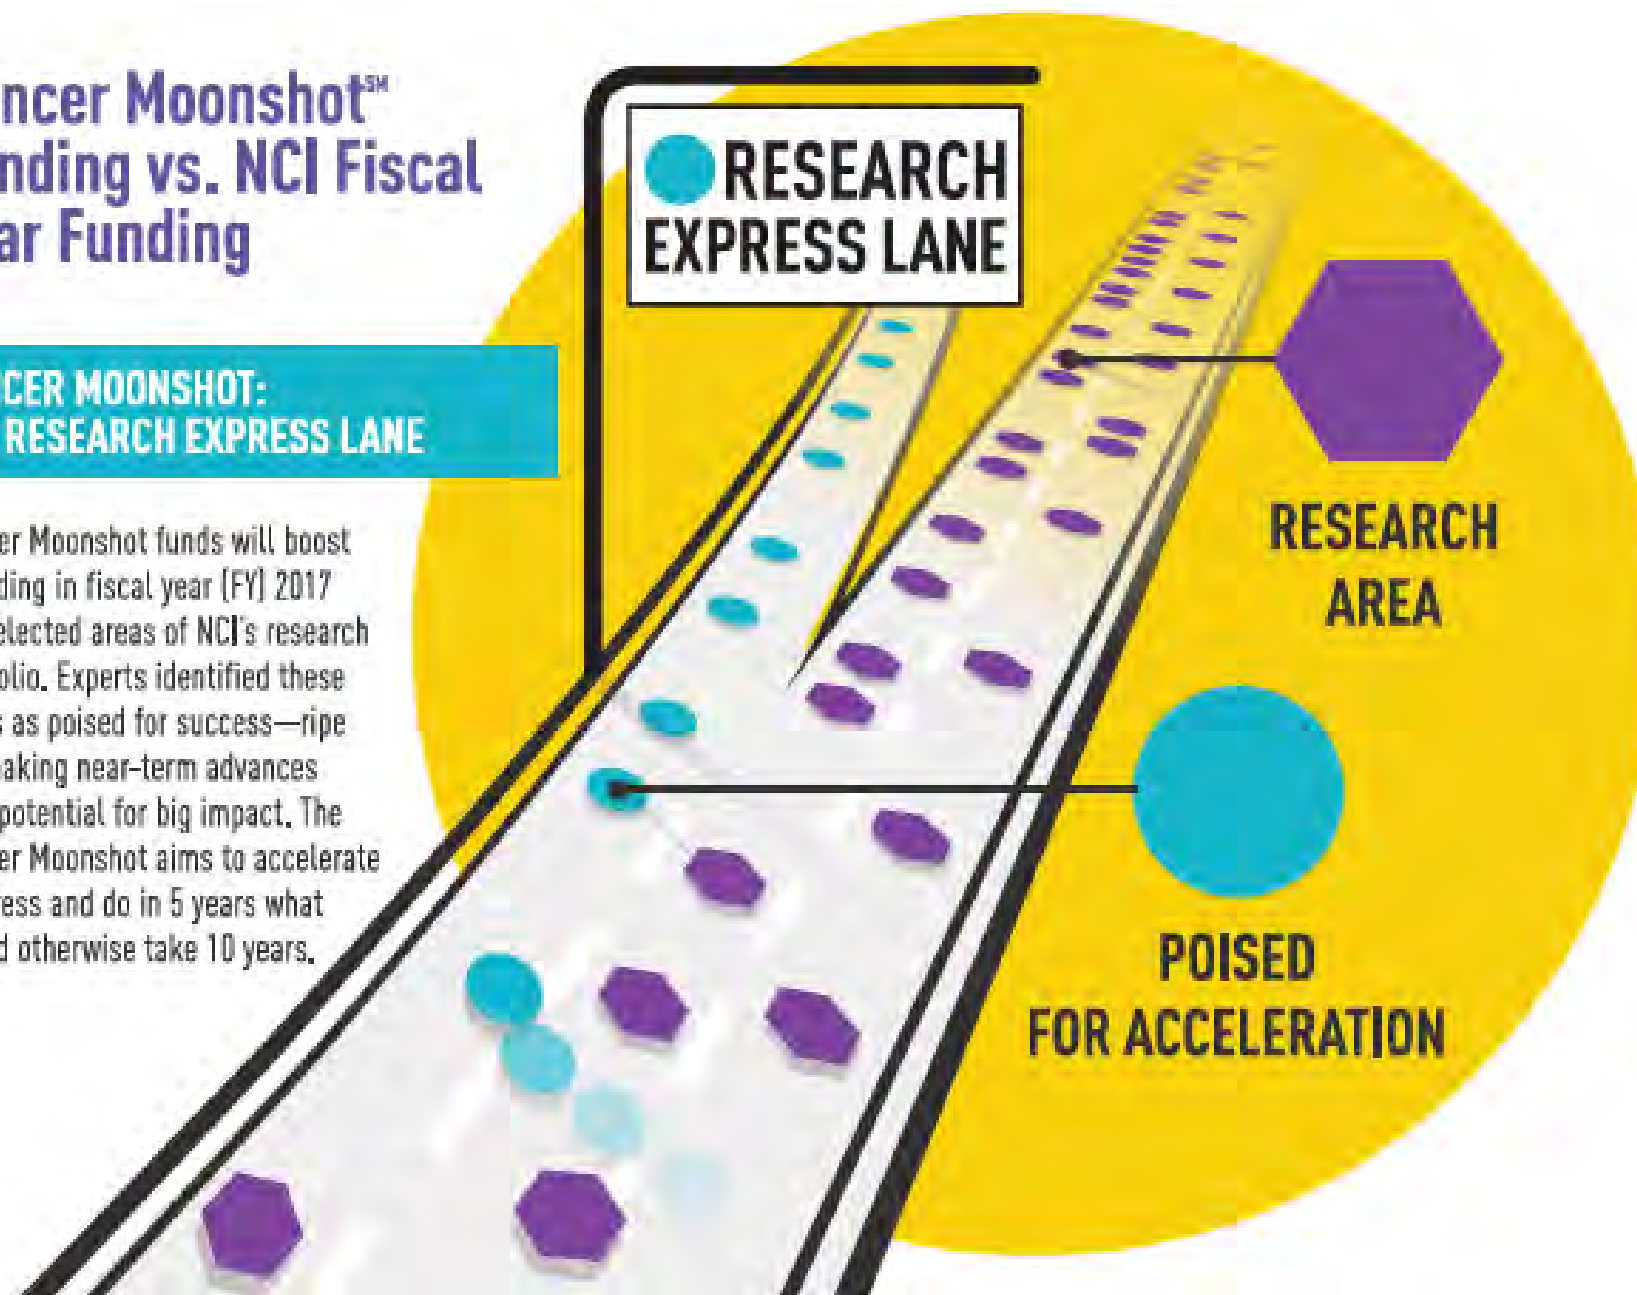 ncer Moonshot℠
nding vs. NCI Fiscal
ar Funding
RESEARCH
EXPRESS LANE
CER MOONSHOT:
RESEARCH EXPRESS LANE
er Moonshot funds will boost
ding in fiscal year (FY) 2017
elected areas of NCI's research
olio. Experts identified these
s as poised for success—ripe
aking near-term advances
potential for big impact. The
er Moonshot aims to accelerate
ress and do in 5 years what
d otherwise take 10 years.
RESEARCH
AREA
POISED
FOR ACCELERATION